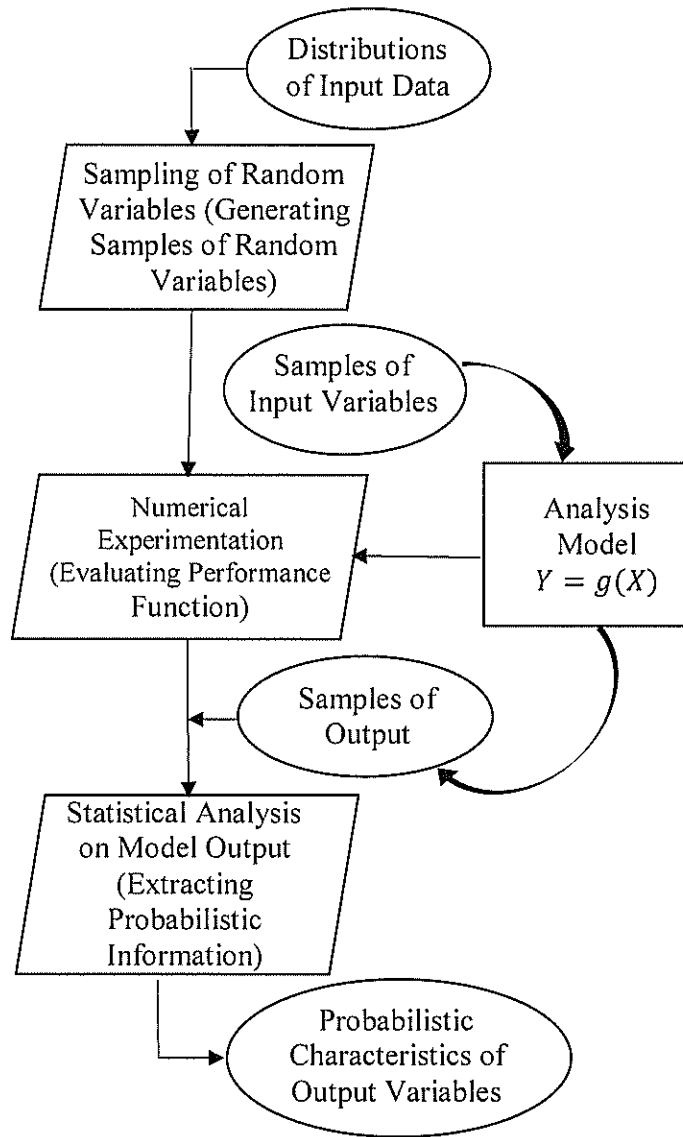 Distributions
of Input Data
Sampling of Random
Variables (Generating
Samples of Random
Variables)
Samples of
Input Variables
Numerical
Experimentation
(Evaluating Performance
Function)
Analysis
Model
Y = g(X)
Samples of
Output
Statistical Analysis
on Model Output
(Extracting
Probabilistic
Information)
Probabilistic
Characteristics of
Output Variables